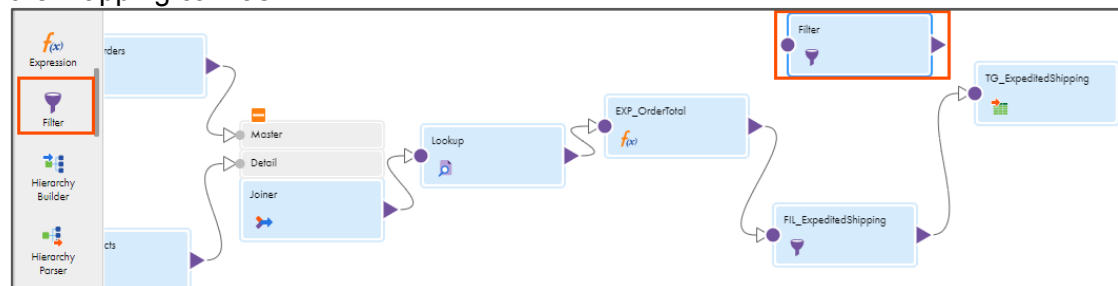 f(x)
Expression
Filter
Hierarchy
Builder
Hierarchy
Parser
rders
cts
Master
Detail
Joiner
Lookup
EXP_OrderTotal
f(x)
Filter
FIL_ExpeditedShipping
TG_ExpeditedShipping